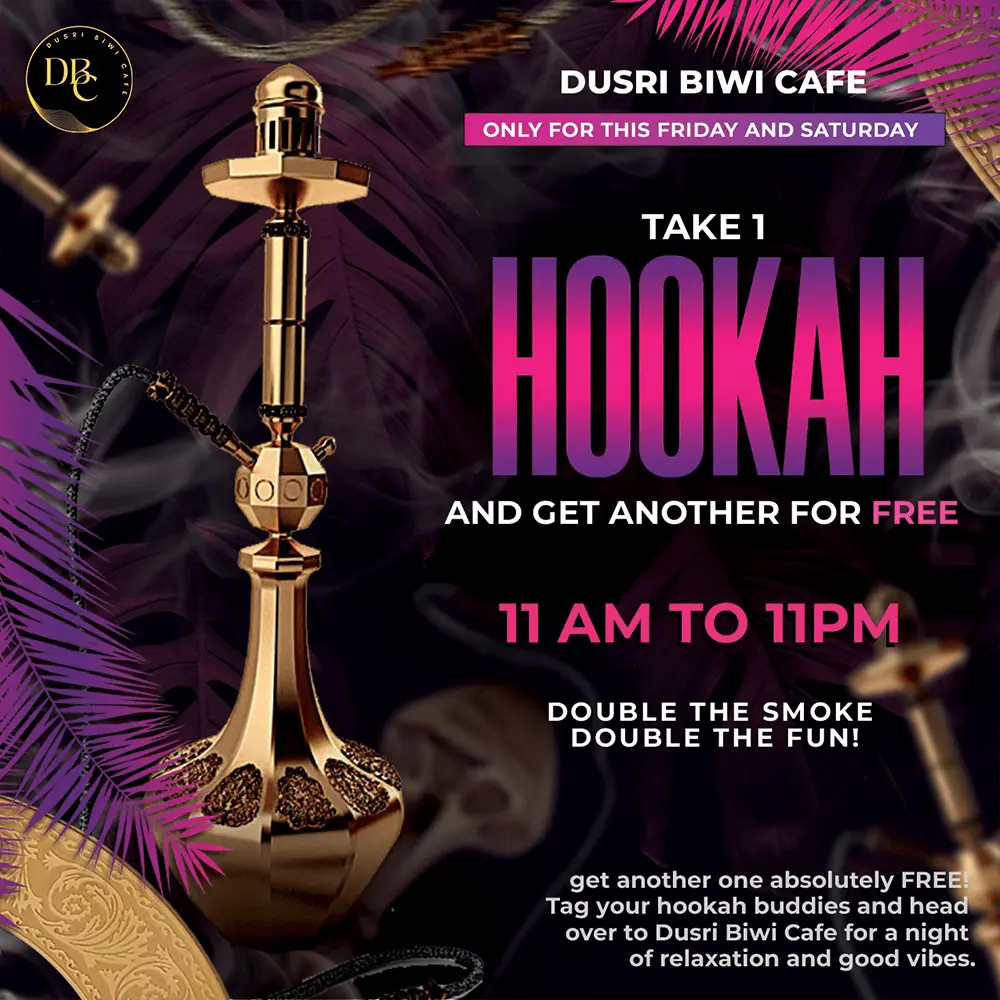 DUSRI BIWI CAFE
DBC
DUSRI BIWI CAFE
ONLY FOR THIS FRIDAY AND SATURDAY
TAKE 1
HOOKAH
AND GET ANOTHER FOR FREE
11 AM TO 11PM
DOUBLE THE SMOKE
DOUBLE THE FUN!
get another one absolutely FREE!
Tag your hookah buddies and head
over to Dusri Biwi Cafe for a night
of relaxation and good vibes.